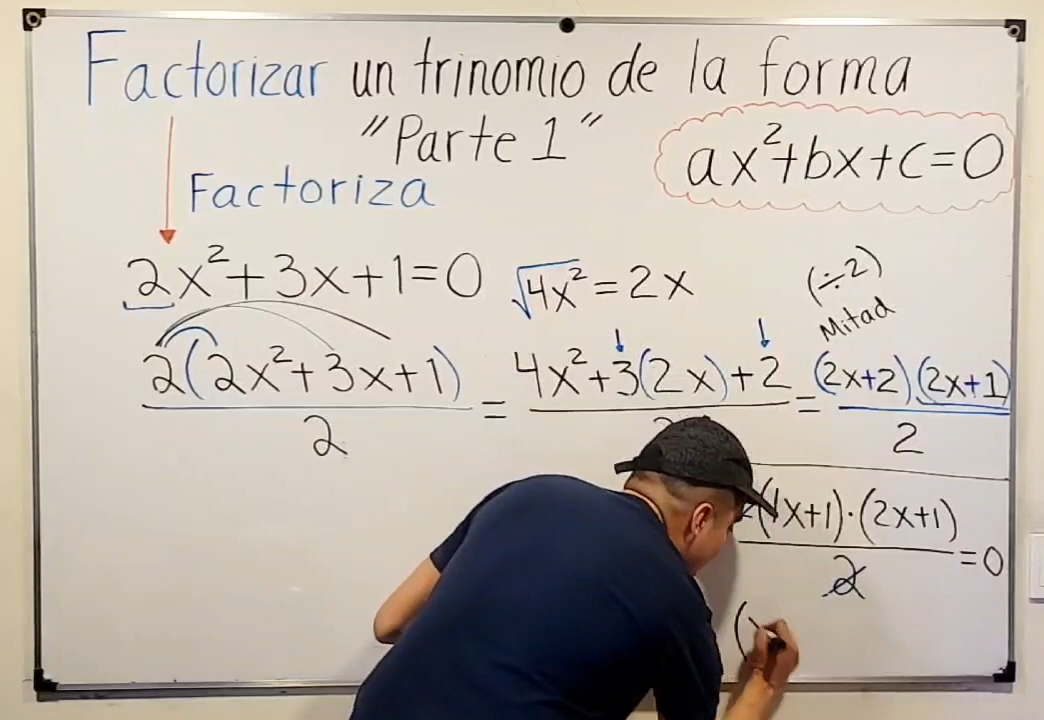 Factorizar un trinomio de la forma
"Parte 1"
ax²+bx+c=0
Factoriza
2x²+3x+1=0
√4x²=2x
(÷2)
Mitad
2(2x²+3x+1)/2 = 4x²+3(2x)+2/2 = (2x+2)(2x+1)/2
(1x+1)·(2x+1)/2 =0
(